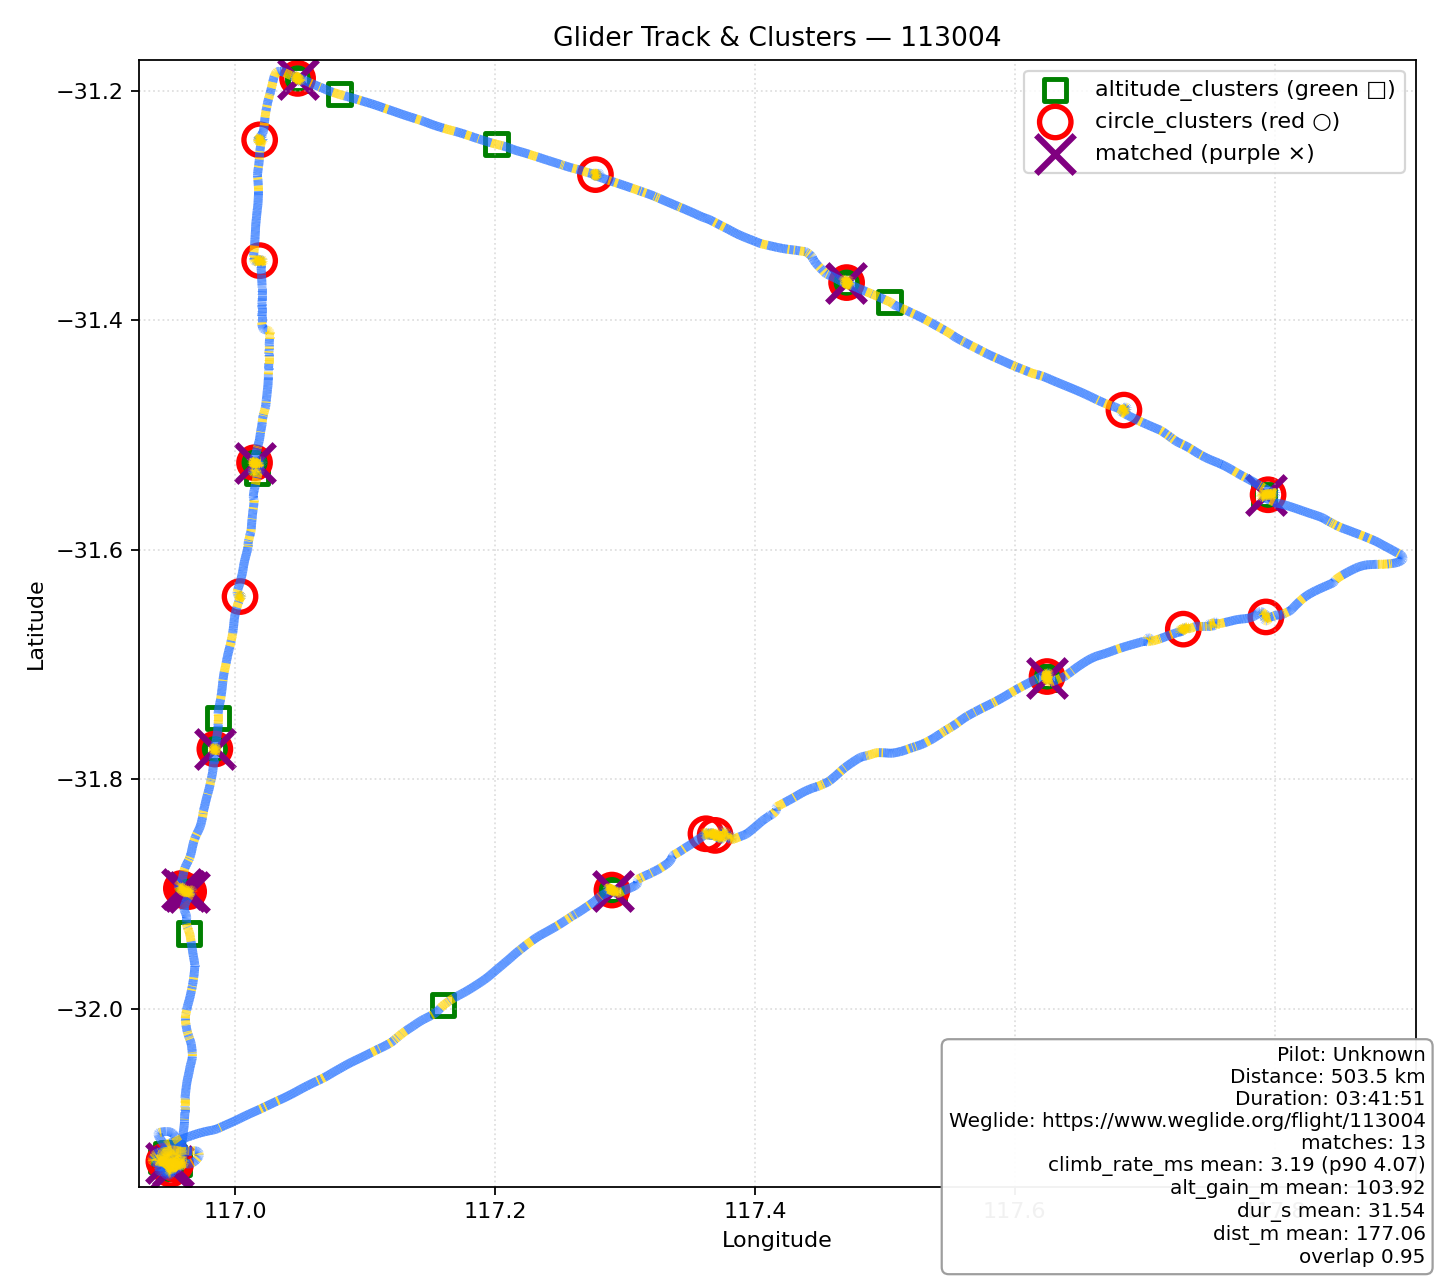 Glider Track & Clusters — 113004
altitude_clusters (green □)
circle_clusters (red ○)
matched (purple ×)
−31.2
−31.4
−31.6
−31.8
−32.0
Latitude
117.0
117.2
117.4
117.6
Longitude
Pilot: Unknown
Distance: 503.5 km
Duration: 03:41:51
Weglide: https://www.weglide.org/flight/113004
matches: 13
climb_rate_ms mean: 3.19 (p90 4.07)
alt_gain_m mean: 103.92
dur_s mean: 31.54
dist_m mean: 177.06
overlap 0.95